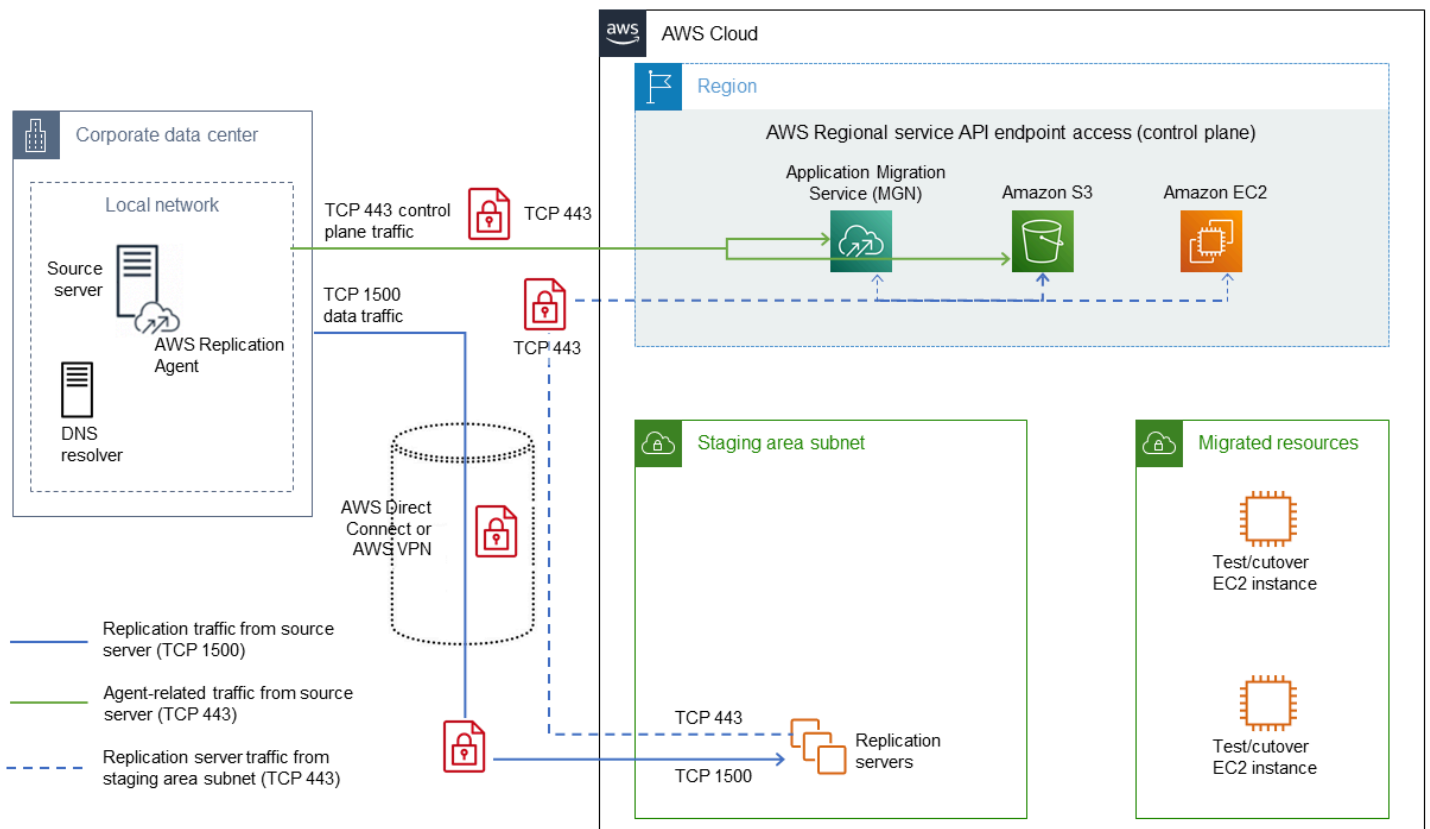 aws
AWS Cloud
Region
AWS Regional service API endpoint access (control plane)
Application Migration
Service (MGN)
Amazon S3
Amazon EC2
Corporate data center
Local network
Source
server
AWS Replication
Agent
DNS
resolver
TCP 443 control
plane traffic
TCP 443
TCP 1500
data traffic
TCP 443
AWS Direct
Connect or
AWS VPN
Staging area subnet
TCP 443
TCP 1500
Replication
servers
Migrated resources
Test/cutover
EC2 instance
Test/cutover
EC2 instance
Replication traffic from source
server (TCP 1500)
Agent-related traffic from source
server (TCP 443)
Replication server traffic from
staging area subnet (TCP 443)